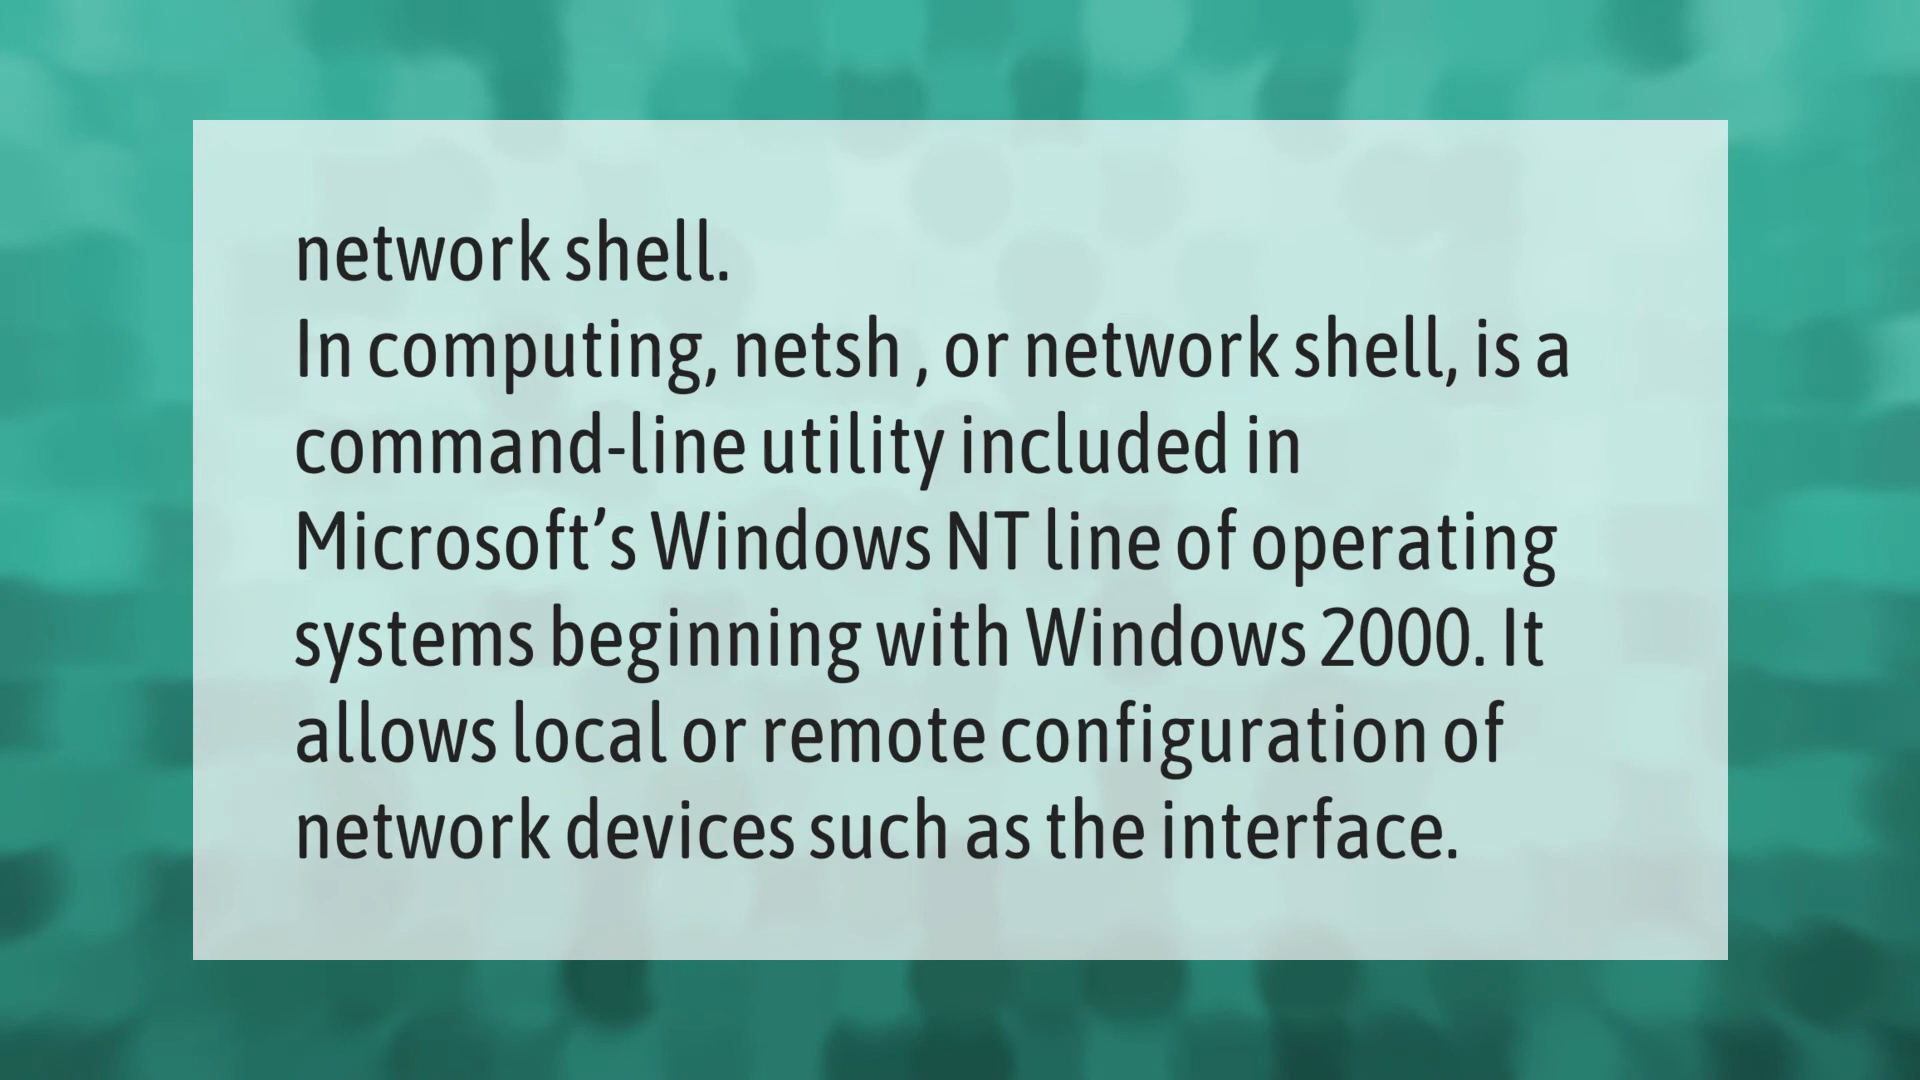 network shell.
In computing, netsh , or network shell, is a
command-line utility included in
Microsoft’s Windows NT line of operating
systems beginning with Windows 2000. It
allows local or remote configuration of
network devices such as the interface.